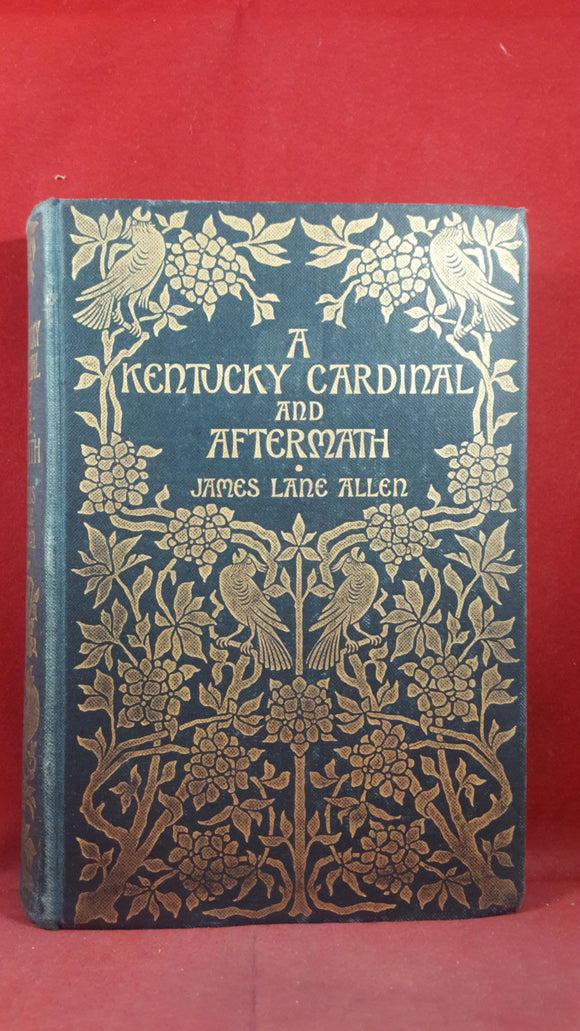 A
KENTUCKY CARDINAL
AND
AFTERMATH
JAMES LANE ALLEN